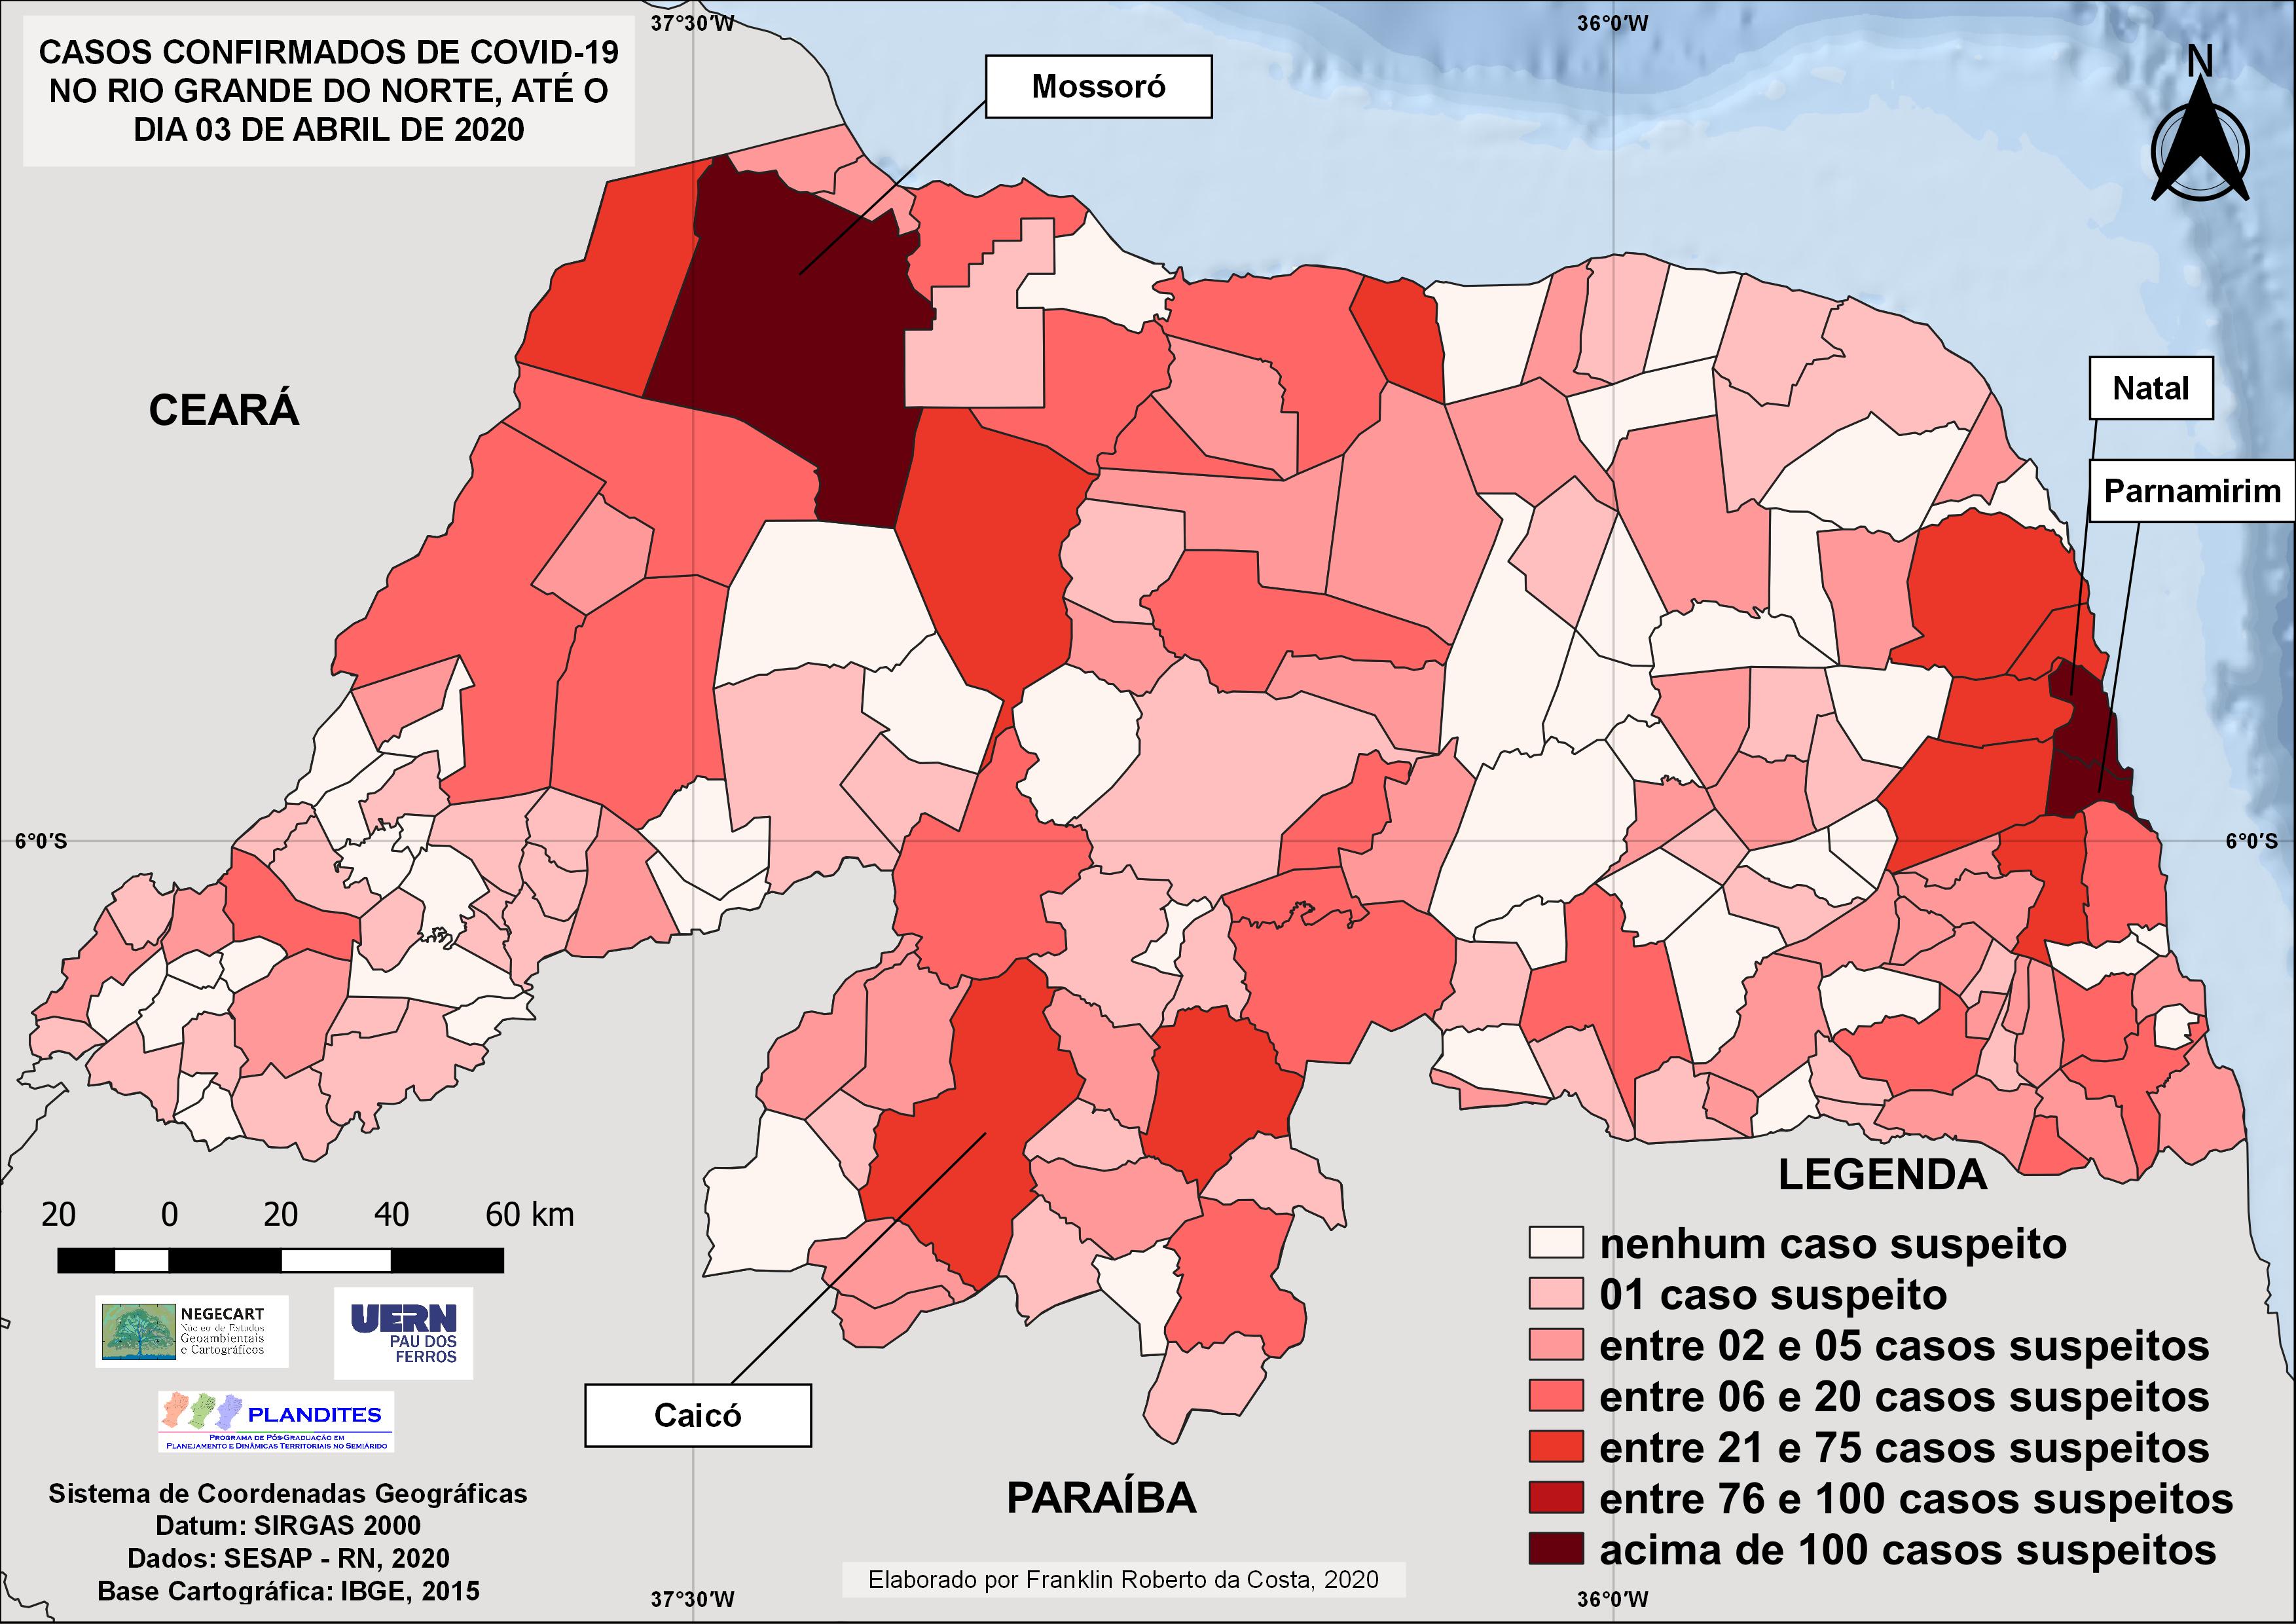 CASOS CONFIRMADOS DE COVID-19
NO RIO GRANDE DO NORTE, ATÉ O
DIA 03 DE ABRIL DE 2020
37°30'W
36°0'W
N
Mossoró
Natal
Parnamirim
CEARÁ
6°0'S
6°0'S
20 0 20 40 60 km
NEGECART
Núcleo de Estudos
Geoambientais
e Cartográficos
UERN
PAU DOS
FERROS
PLANDITES
PROGRAMA DE PÓS-GRADUAÇÃO EM
PLANEJAMENTO E DINÂMICAS TERRITORIAIS NO SEMIÁRIDO
Caicó
PARAÍBA
LEGENDA
nenhum caso suspeito
01 caso suspeito
entre 02 e 05 casos suspeitos
entre 06 e 20 casos suspeitos
entre 21 e 75 casos suspeitos
entre 76 e 100 casos suspeitos
acima de 100 casos suspeitos
Sistema de Coordenadas Geográficas
Datum: SIRGAS 2000
Dados: SESAP - RN, 2020
Base Cartográfica: IBGE, 2015
Elaborado por Franklin Roberto da Costa, 2020
37°30'W
36°0'W